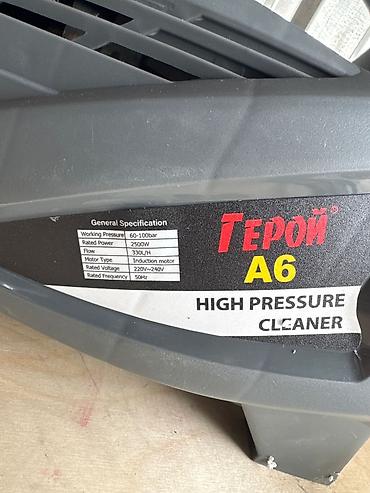 General Specification
Working Pressure 60-100bar
Rated Power 2500W
Flow 330L/H
Motor Type Induction motor
Rated Voltage 220V~240V
Rated Frequency 50Hz
ГЕРОЙ
A6
HIGH PRESSURE
CLEANER